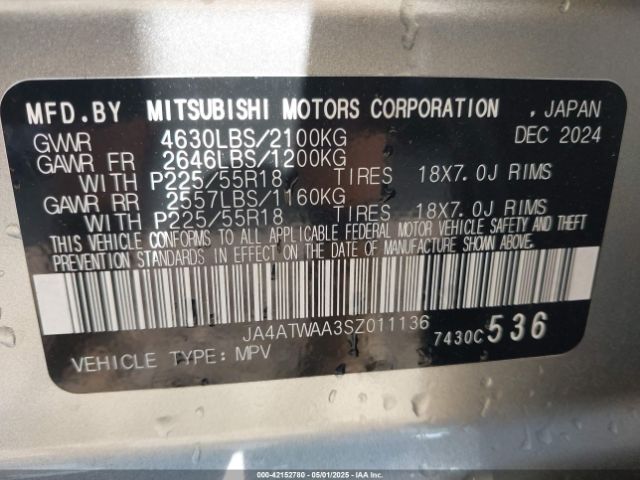 MFD.BY MITSUBISHI MOTORS CORPORATION , JAPAN
GVWR 4630LBS/2100KG DEC 2024
GAWR FR 2646LBS/1200KG
WITH P225/55R18 TIRES 18X7.0J RIMS
GAWR RR 2557LBS/1160KG
WITH P225/55R18 TIRES 18X7.0J RIMS
THIS VEHICLE CONFORMS TO ALL APPLICABLE FEDERAL MOTOR VEHICLE SAFETY AND THEFT
PREVENTION STANDARDS IN EFFECT ON THE DATE OF MANUFACTURE SHOWN ABOVE.
JA4ATWAA3SZ011136
VEHICLE TYPE: MPV 7430C 536
000-42152780 - 05/01/2025 - IAAI.COM